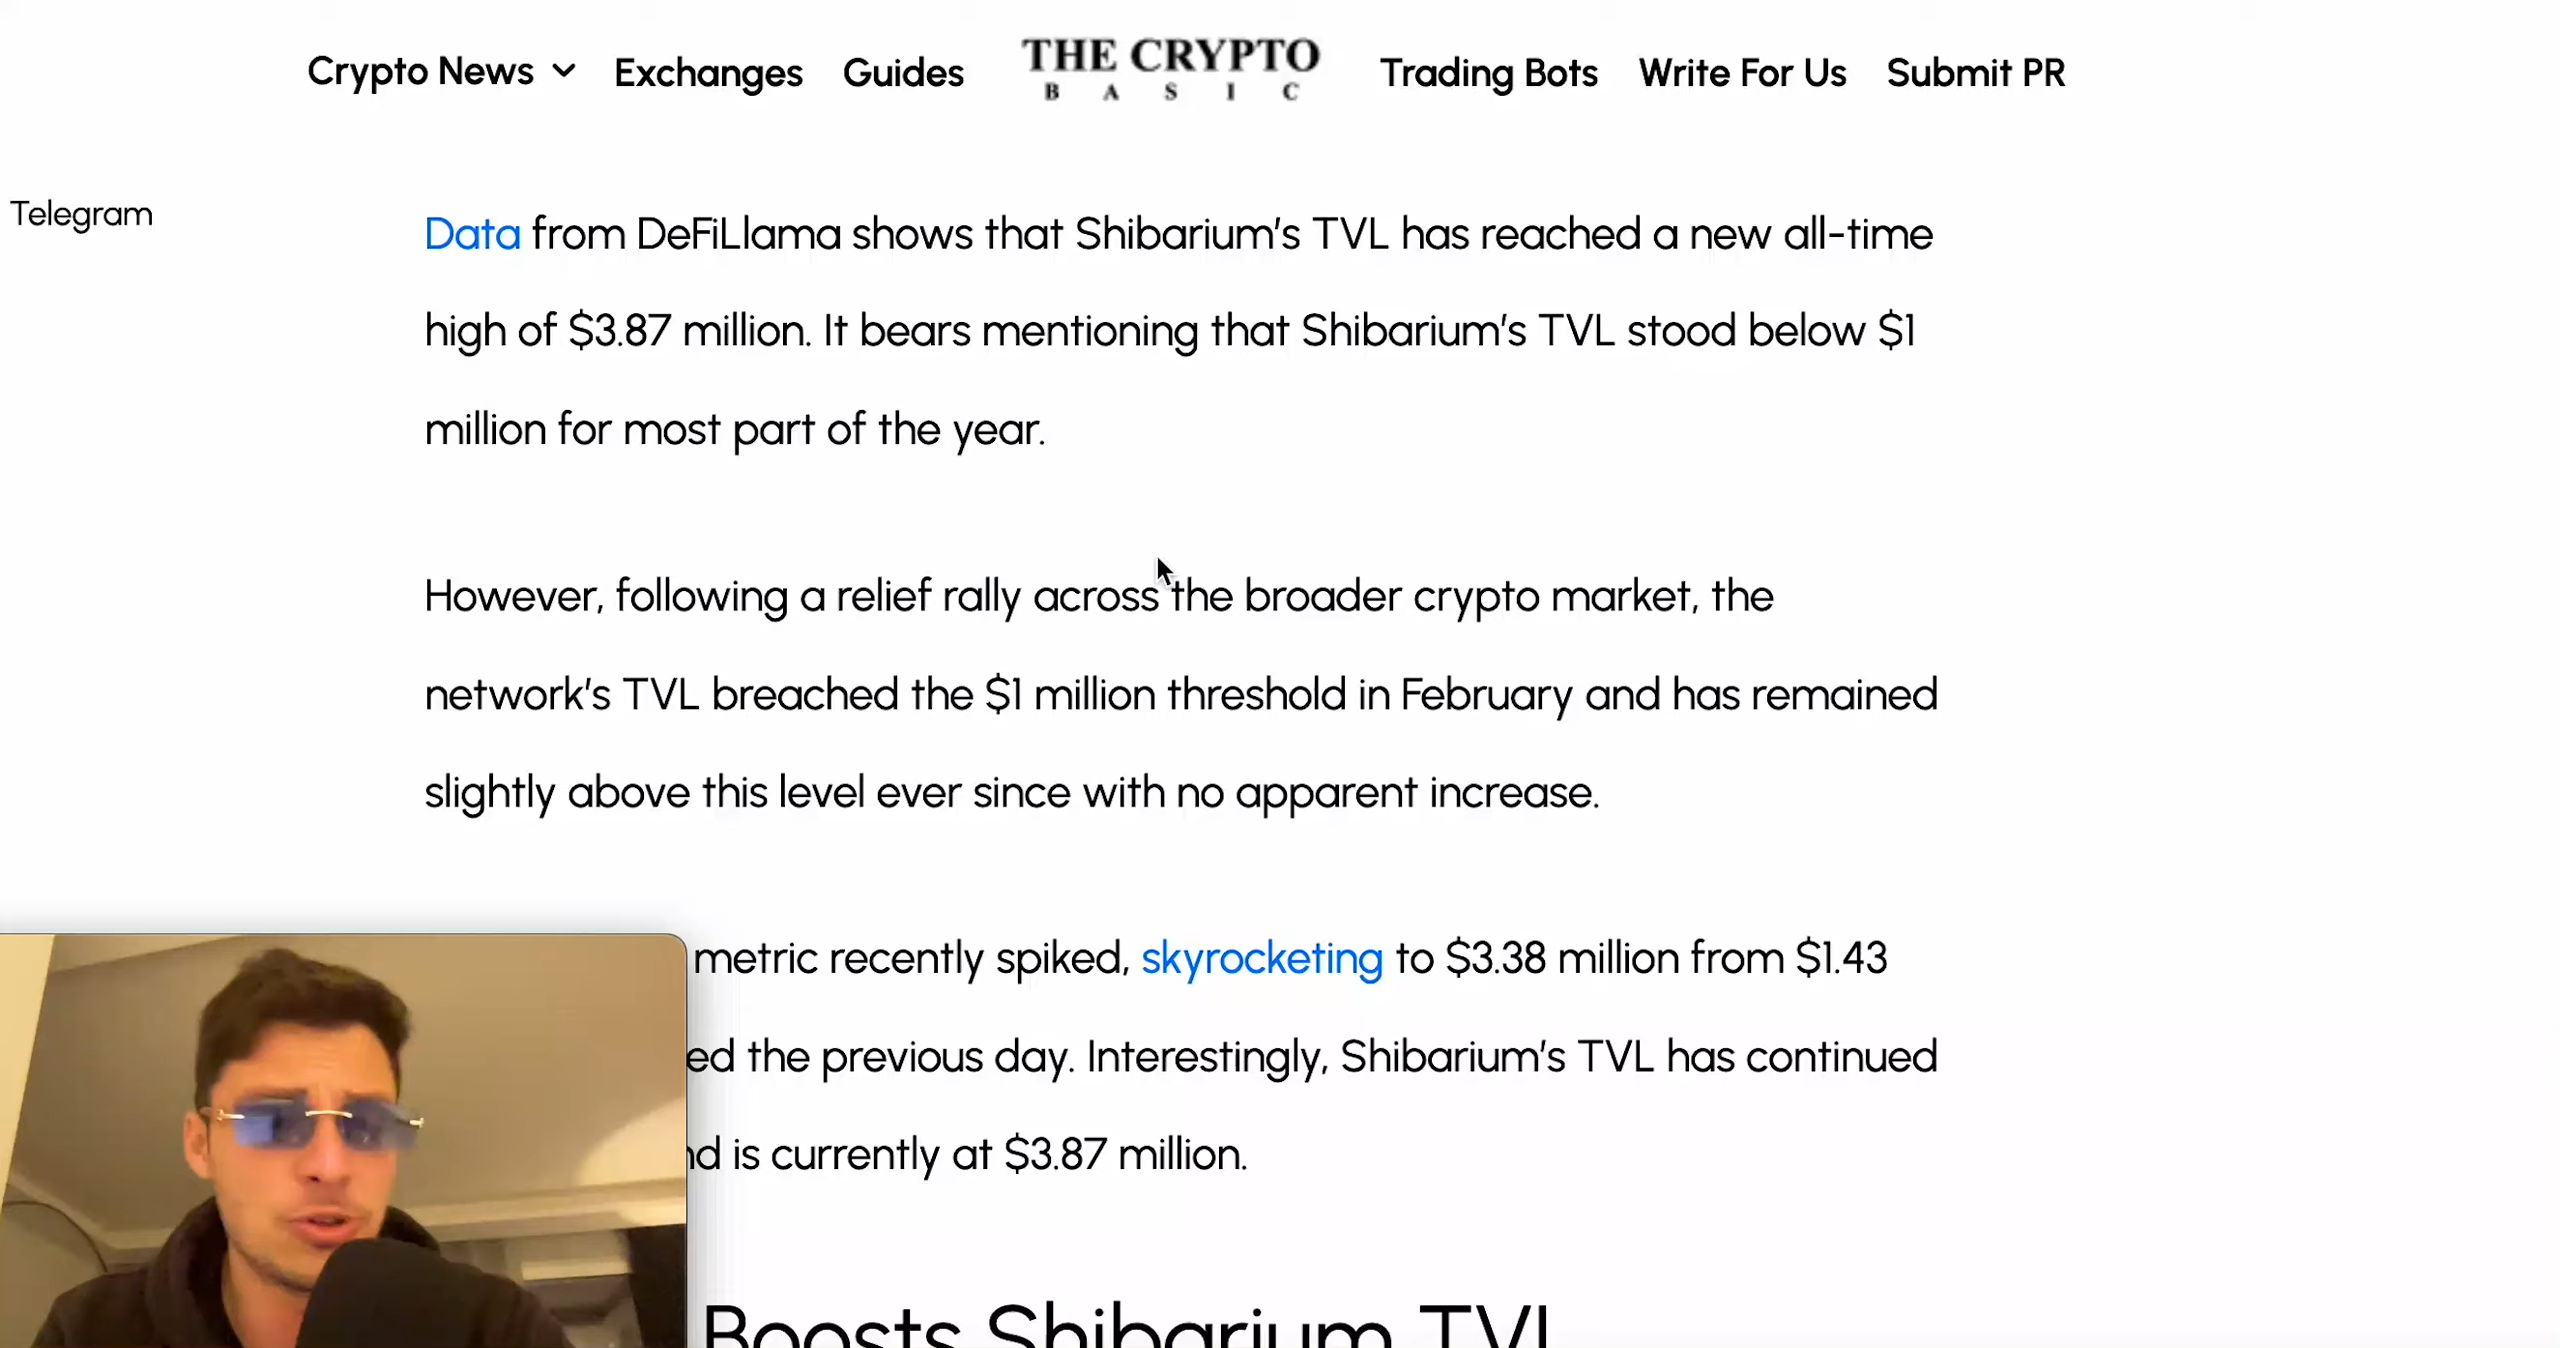 Crypto News Exchanges Guides THE CRYPTO BASIC Trading Bots Write For Us Submit PR
Telegram
Data from DeFiLlama shows that Shibarium's TVL has reached a new all-time
high of $3.87 million. It bears mentioning that Shibarium's TVL stood below $1
million for most part of the year.
However, following a relief rally across the broader crypto market, the
network's TVL breached the $1 million threshold in February and has remained
slightly above this level ever since with no apparent increase.
metric recently spiked, skyrocketing to $3.38 million from $1.43
ed the previous day. Interestingly, Shibarium's TVL has continued
nd is currently at $3.87 million.
Boosts Shibarium TVL